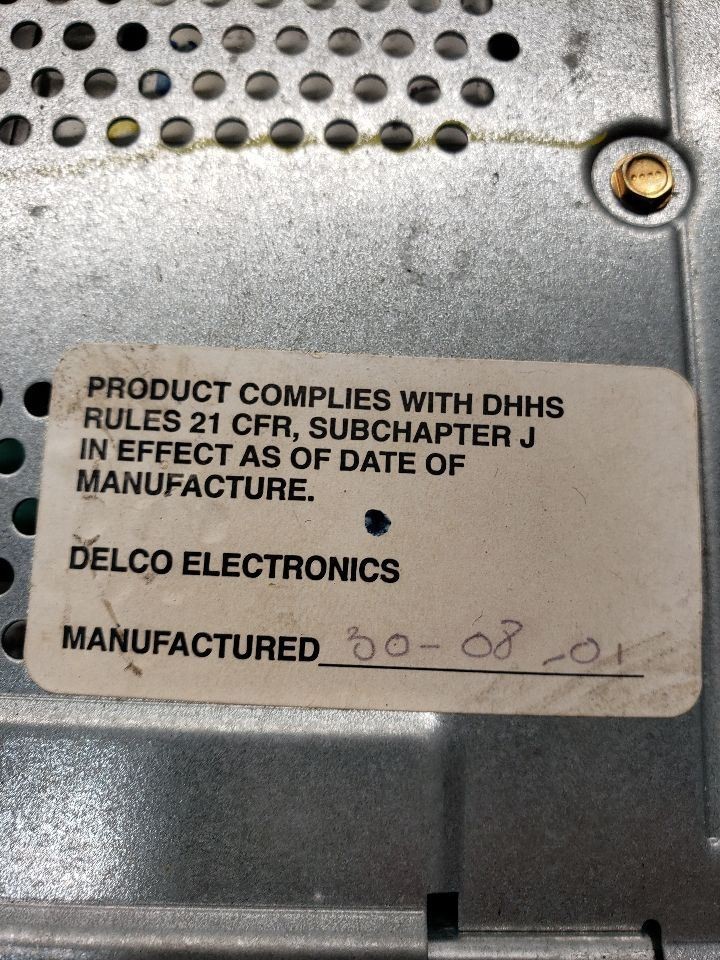 PRODUCT COMPLIES WITH DHHS
RULES 21 CFR, SUBCHAPTER J
IN EFFECT AS OF DATE OF
MANUFACTURE.
DELCO ELECTRONICS
MANUFACTURED 30-08-01